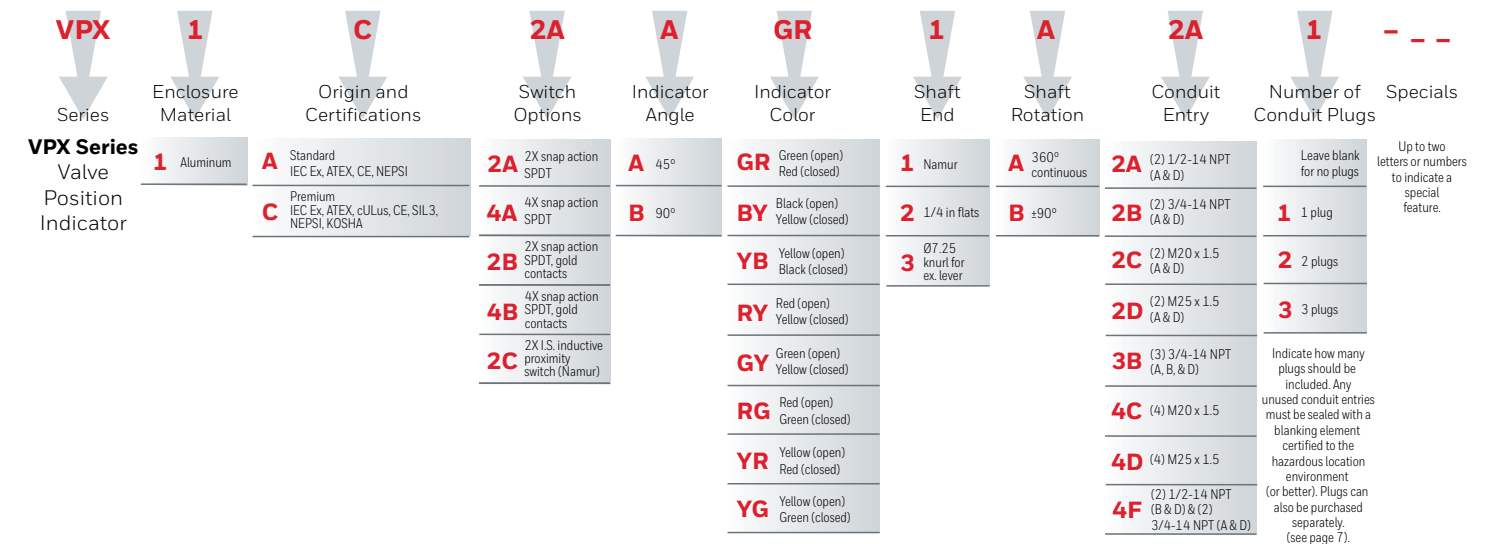 VPX 1 C 2A A GR 1 A 2A 1 – _ _
Series
Enclosure
Material
Origin and
Certifications
Switch
Options
Indicator
Angle
Indicator
Color
Shaft
End
Shaft
Rotation
Conduit
Entry
Number of
Conduit Plugs
Specials
VPX Series
Valve
Position
Indicator
1 Aluminum
A Standard
IEC Ex, ATEX, CE, NEPSI
C Premium
IEC Ex, ATEX, cULus, CE, SIL3,
NEPSI, KOSHA
2A 2X snap action
SPDT
4A 4X snap action
SPDT
2B 2X snap action
SPDT, gold
contacts
4B 4X snap action
SPDT, gold
contacts
2C 2X I.S. inductive
proximity
switch (Namur)
A 45°
B 90°
GR Green (open)
Red (closed)
BY Black (open)
Yellow (closed)
YB Yellow (open)
Black (closed)
RY Red (open)
Yellow (closed)
GY Green (open)
Yellow (closed)
RG Red (open)
Green (closed)
YR Yellow (open)
Red (closed)
YG Yellow (open)
Green (closed)
1 Namur
2 1/4 in flats
3 Ø7.25
knurl for
ex. lever
A 360°
continuous
B ±90°
2A (2) 1/2-14 NPT
(A & D)
2B (2) 3/4-14 NPT
(A & D)
2C (2) M20 x 1.5
(A & D)
2D (2) M25 x 1.5
(A & D)
3B (3) 3/4-14 NPT
(A, B, & D)
4C (4) M20 x 1.5
4D (4) M25 x 1.5
4F (2) 1/2-14 NPT
(B & D) & (2)
3/4-14 NPT (A & D)
Leave blank
for no plugs
1 1 plug
2 2 plugs
3 3 plugs
Indicate how many
plugs should be
included. Any
unused conduit entries
must be sealed with a
blanking element
certified to the
hazardous location
environment
(or better). Plugs can
also be purchased
separately.
(see page 7).
Up to two
letters or numbers
to indicate a
special
feature.